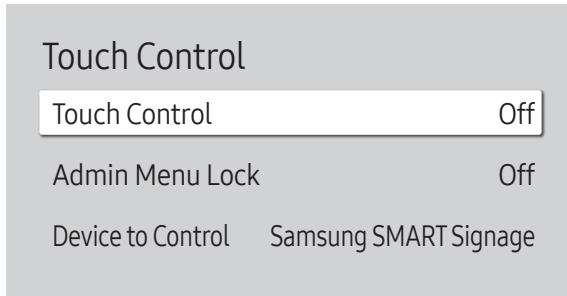 Touch Control
Touch Control Off
Admin Menu Lock Off
Device to Control Samsung SMART Signage